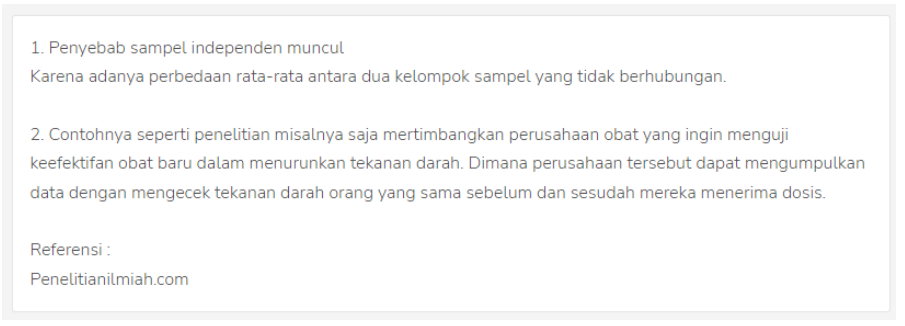 1. Penyebab sampel independen muncul
Karena adanya perbedaan rata-rata antara dua kelompok sampel yang tidak berhubungan.
2. Contohnya seperti penelitian misalnya saja mertimbangkan perusahaan obat yang ingin menguji
keefektifan obat baru dalam menurunkan tekanan darah. Dimana perusahaan tersebut dapat mengumpulkan
data dengan mengecek tekanan darah orang yang sama sebelum dan sesudah mereka menerima dosis.
Referensi :
Penelitianilmiah.com